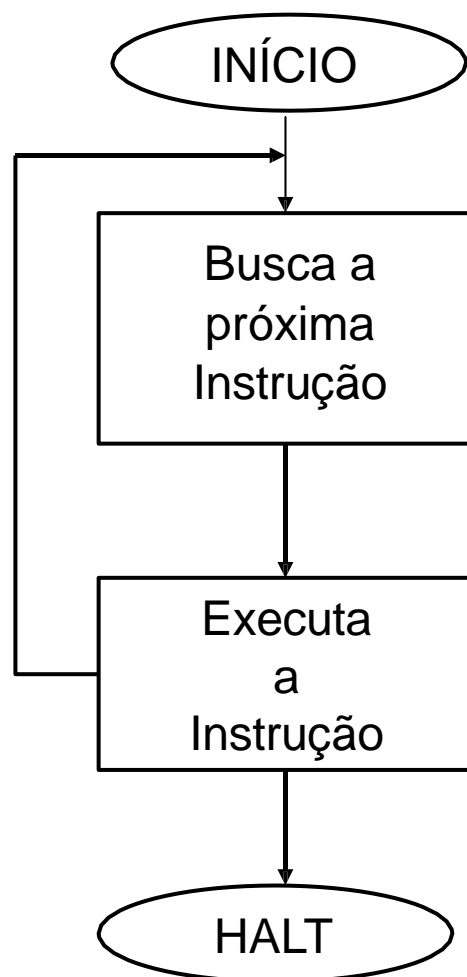 INÍCIO
Busca a
próxima
Instrução
Executa
a
Instrução
HALT